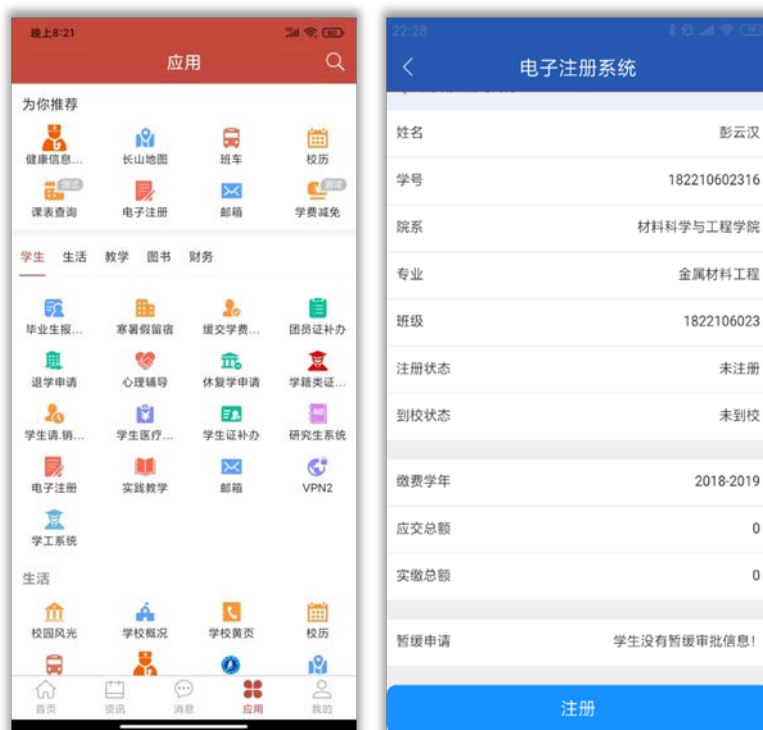 晚上8:21
60
应用
为你推荐
健康信息...
长山地图
班车
校历
测试
测试
课表查询
电子注册
邮箱
学费减免
学生 生活 教学 图书 财务
毕业生报...
寒暑假留宿
缓交学费...
团员证补办
退学申请
心理辅导
休复学申请
学籍类证...
学生请.销...
学生医疗...
学生证补办
研究生系统
电子注册
实践教学
邮箱
VPN2
学工系统
生活
校园风光
学校概况
学校黄页
校历
首页
资讯
消息
应用
我的
22:28
电子注册系统
姓名 彭云汉
学号 182210602316
院系 材料科学与工程学院
专业 金属材料工程
班级 1822106023
注册状态 未注册
到校状态 未到校
缴费学年 2018-2019
应交总额 0
实缴总额 0
暂缓申请 学生没有暂缓审批信息!
注册